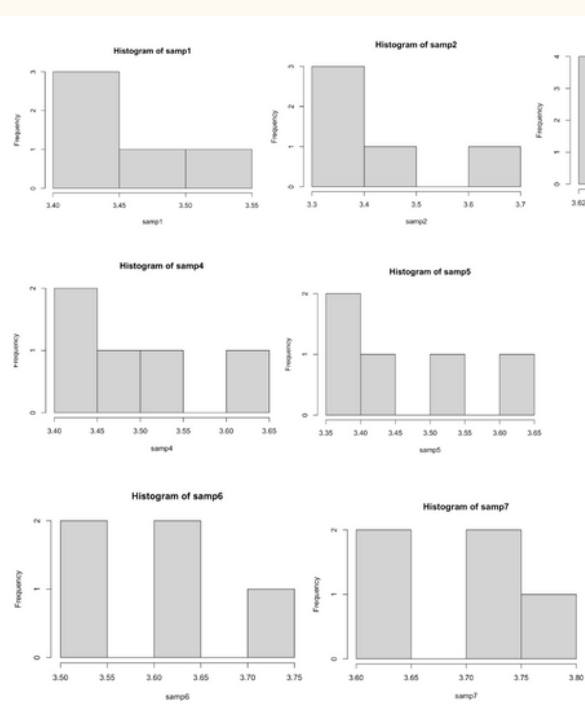 Histogram of samp1
Frequency
3
2
1
0
3.40 3.45 3.50 3.55
samp1
Histogram of samp2
Frequency
3
2
1
0
3.3 3.4 3.5 3.6 3.7
samp2
Frequency
4
3
2
1
0
3.62
Histogram of samp4
Frequency
2
1
0
3.40 3.45 3.50 3.55 3.60 3.65
samp4
Histogram of samp5
Frequency
2
1
0
3.35 3.40 3.45 3.50 3.55 3.60 3.65
samp5
Histogram of samp6
Frequency
2
1
0
3.50 3.55 3.60 3.65 3.70 3.75
samp6
Histogram of samp7
Frequency
2
1
0
3.60 3.65 3.70 3.75 3.80
samp7